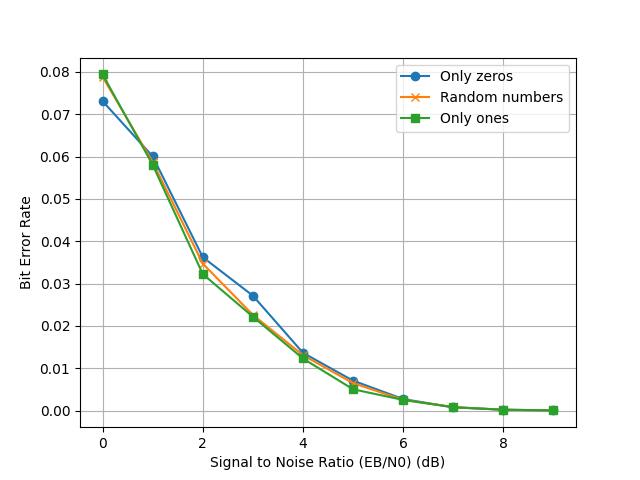 Only zeros
Random numbers
Only ones
0.08
0.07
0.06
0.05
0.04
0.03
0.02
0.01
0.00
Bit Error Rate
0 2 4 6 8
Signal to Noise Ratio (EB/N0) (dB)